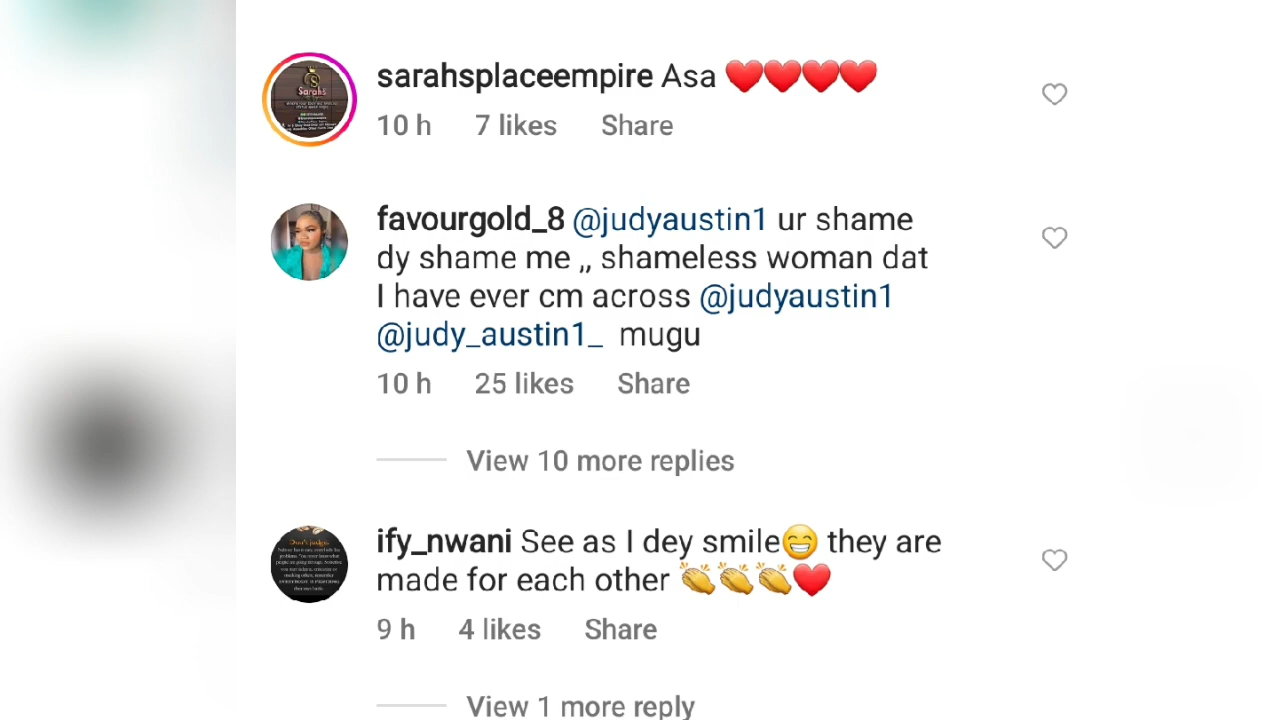 sarahsplaceempire Asa ❤️❤️❤️❤️
10 h 7 likes Share
favourgold_8 @judyaustin1 ur shame
dy shame me ,, shameless woman dat
I have ever cm across @judyaustin1
@judy_austin1_ mugu
10 h 25 likes Share
View 10 more replies
ify_nwani See as I dey smile😁 they are
made for each other 👏👏👏❤️
9 h 4 likes Share
View 1 more reply
Sarahs